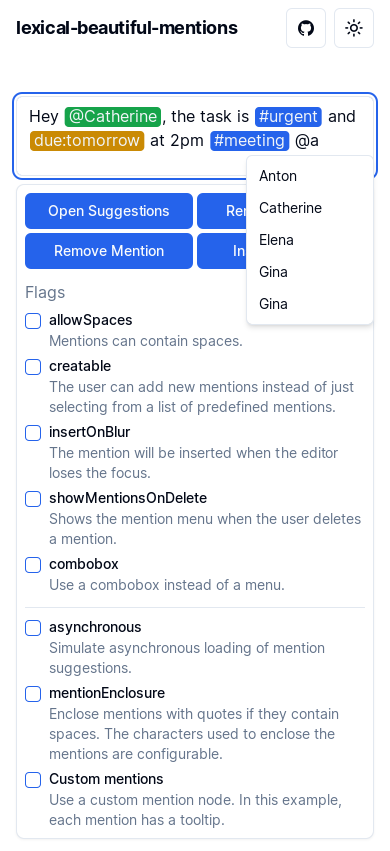 lexical-beautiful-mentions
Hey @Catherine, the task is #urgent and
due:tomorrow at 2pm #meeting @a
Anton
Catherine
Elena
Gina
Gina
Open Suggestions
Remove Mention
Flags
allowSpaces
Mentions can contain spaces.
creatable
The user can add new mentions instead of just
selecting from a list of predefined mentions.
insertOnBlur
The mention will be inserted when the editor
loses the focus.
showMentionsOnDelete
Shows the mention menu when the user deletes
a mention.
combobox
Use a combobox instead of a menu.
asynchronous
Simulate asynchronous loading of mention
suggestions.
mentionEnclosure
Enclose mentions with quotes if they contain
spaces. The characters used to enclose the
mentions are configurable.
Custom mentions
Use a custom mention node. In this example,
each mention has a tooltip.